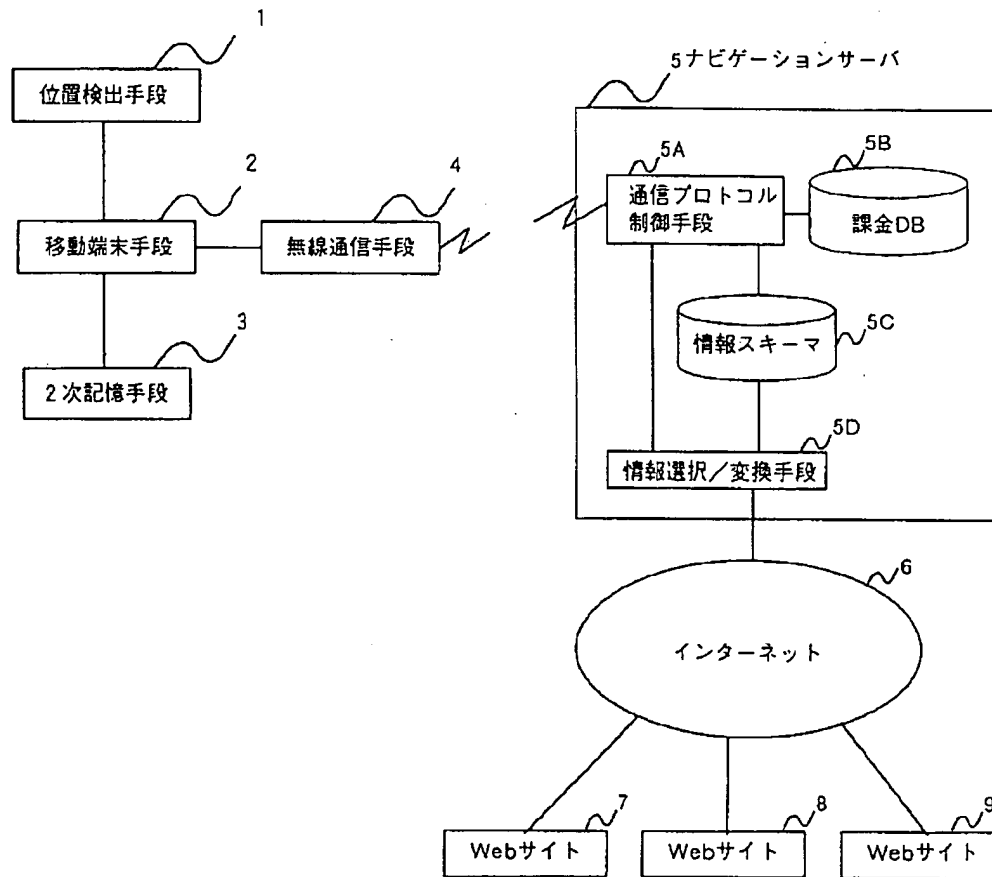 1
位置検出手段
2
移動端末手段
4
無線通信手段
3
2次記憶手段
5ナビゲーションサーバ
5A
通信プロトコル
制御手段
5B
課金DB
5C
情報スキーマ
5D
情報選択／変換手段
6
インターネット
7
Webサイト
8
Webサイト
9
Webサイト